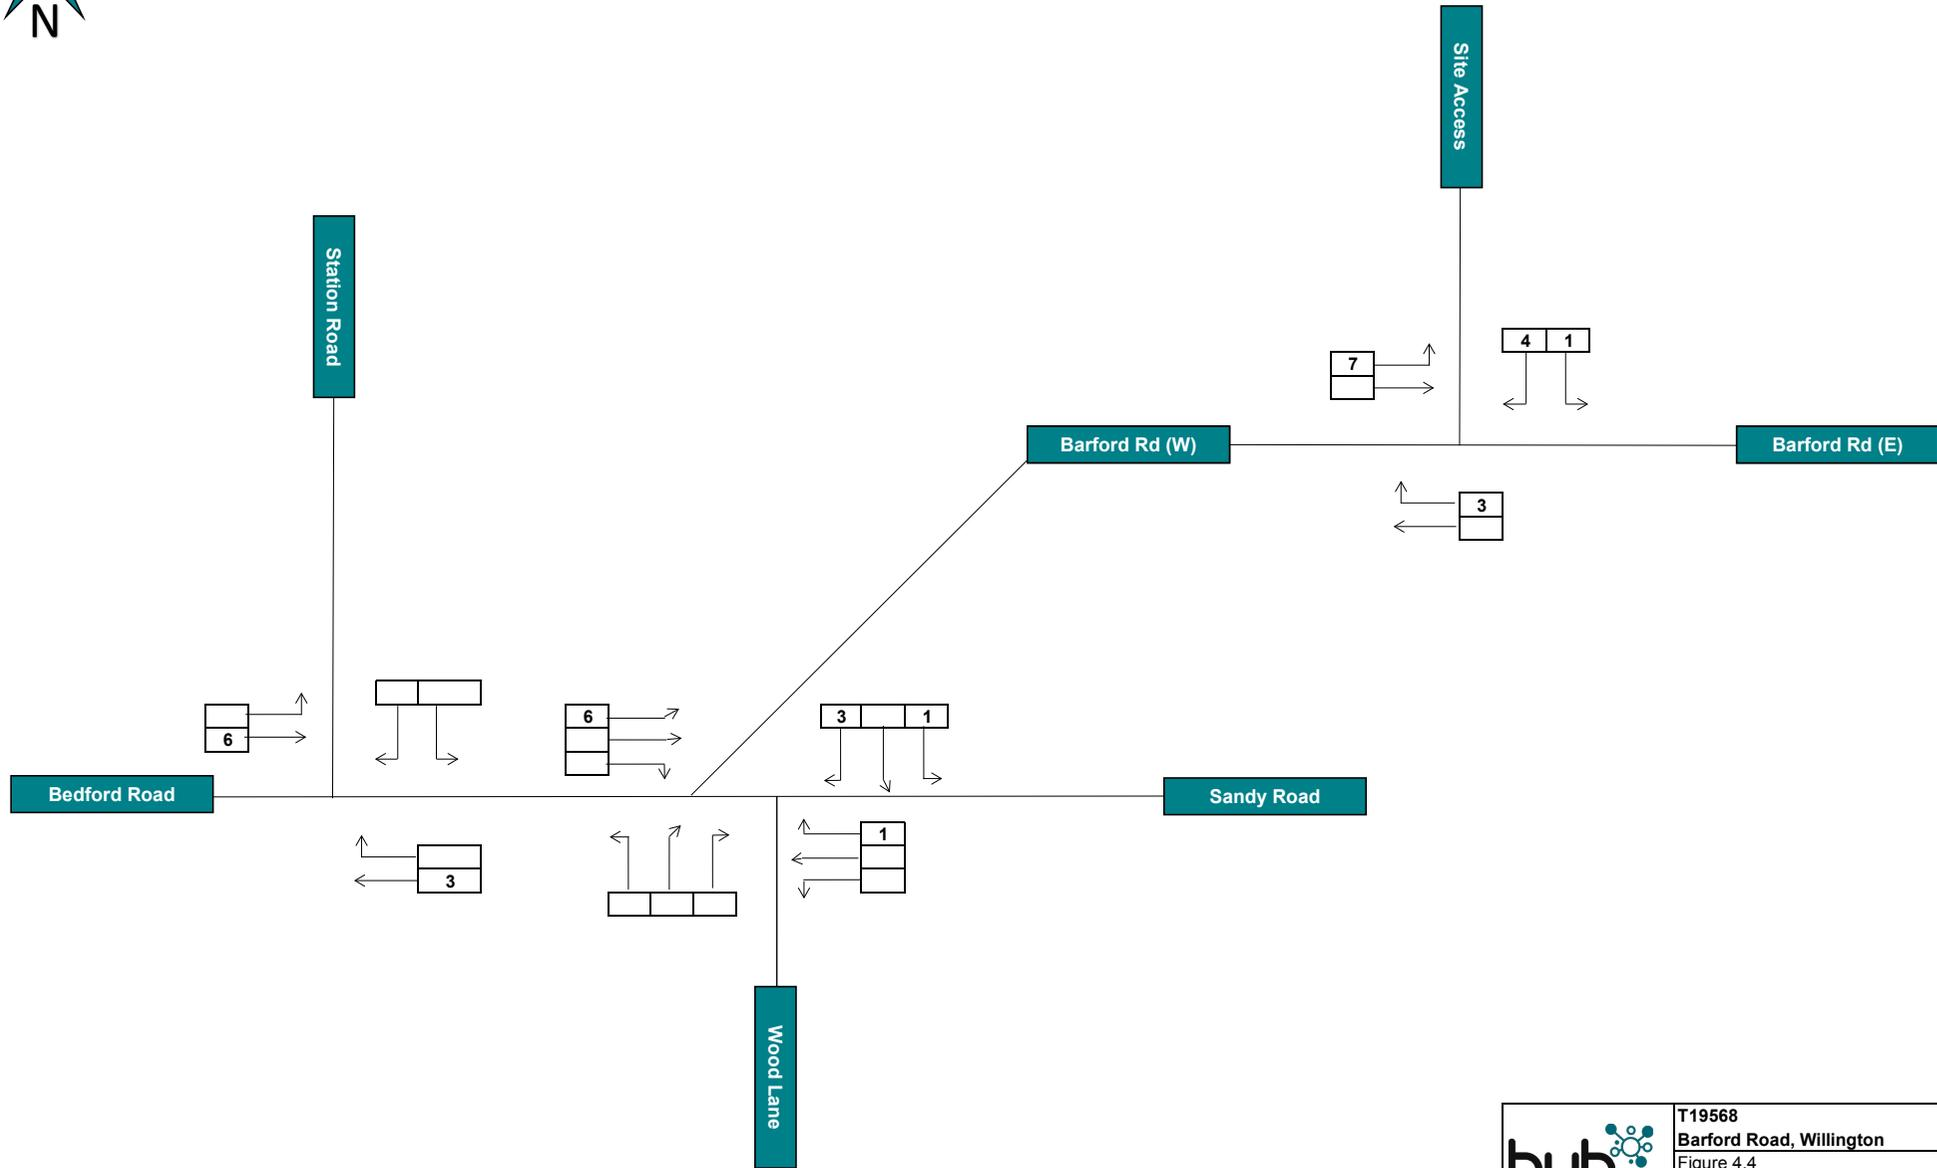 N
Site Access
Station Road
4 1
7
Barford Rd (W)
Barford Rd (E)
3
6
6
3 1
Bedford Road
Sandy Road
1
3
Wood Lane
T19568
Barford Road, Willington
hub
Figure 4.4